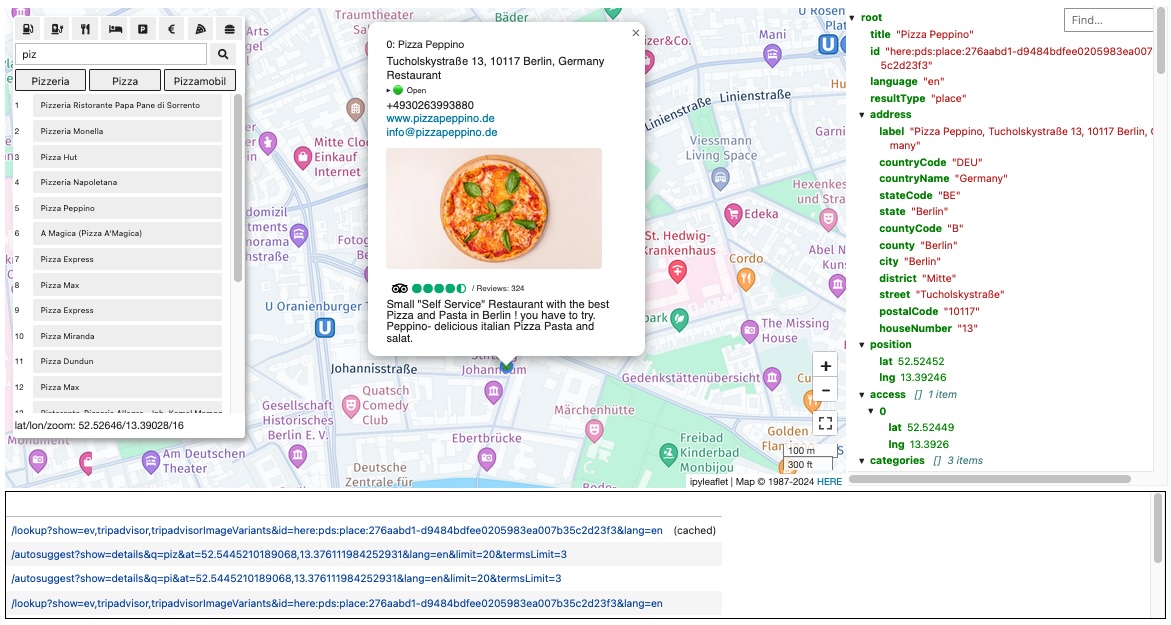 piz
Pizzeria
Pizza
Pizzamobil
1 Pizzeria Ristorante Papa Pane di Sorrento
2 Pizzeria Monella
3 Pizza Hut
4 Pizzeria Napoletana
5 Pizza Peppino
6 A Magica (Pizza A'Magica)
7 Pizza Express
8 Pizza Max
9 Pizza Express
10 Pizza Miranda
11 Pizza Dundun
12 Pizza Max
lat/lon/zoom: 52.52646/13.39028/16
Traumtheater
Bäder
Mani
Linienstraße
Linienstraße
Mitte
Einkauf
Internet
Viessmann
Living Space
Edeka
St. Hedwig-
Krankenhaus
Cordo
U Oranienburger
The Missing
House
Johannisstraße
Gedenkstättenübersicht
Quatsch
Comedy
Club
Märchenhütte
Gesellschaft
Historisches
Berlin E. V.
Ebertbrücke
Am Deutschen
Theater
Deutsche
Zentrale für
Freibad
Kinderbad
Monbijou
Golden
0: Pizza Peppino
×
Tucholskystraße 13, 10117 Berlin, Germany
Restaurant
Open
+4930263993880
www.pizzapeppino.de
info@pizzapeppino.de
/ Reviews: 324
Small "Self Service" Restaurant with the best
Pizza and Pasta in Berlin ! you have to try.
Peppino- delicious italian Pizza Pasta and
salat.
+
−
100 m
300 ft
ipyleaflet | Map © 1987-2024 HERE
Find...
root
title "Pizza Peppino"
id "here:pds:place:276aabd1-d9484bdfee0205983ea007
5c2d23f3"
language "en"
resultType "place"
address
label "Pizza Peppino, Tucholskystraße 13, 10117 Berlin,
many"
countryCode "DEU"
countryName "Germany"
stateCode "BE"
state "Berlin"
countyCode "B"
county "Berlin"
city "Berlin"
district "Mitte"
street "Tucholskystraße"
postalCode "10117"
houseNumber "13"
position
lat 52.52452
lng 13.39246
access [] 1 item
0
lat 52.52449
lng 13.3926
categories [] 3 items
/lookup?show=ev,tripadvisor,tripadvisorImageVariants&id=here:pds:place:276aabd1-d9484bdfee0205983ea007b35c2d23f3&lang=en (cached)
/autosuggest?show=details&q=piz&at=52.5445210189068,13.376111984252931&lang=en&limit=20&termsLimit=3
/autosuggest?show=details&q=pi&at=52.5445210189068,13.376111984252931&lang=en&limit=20&termsLimit=3
/lookup?show=ev,tripadvisor,tripadvisorImageVariants&id=here:pds:place:276aabd1-d9484bdfee0205983ea007b35c2d23f3&lang=en